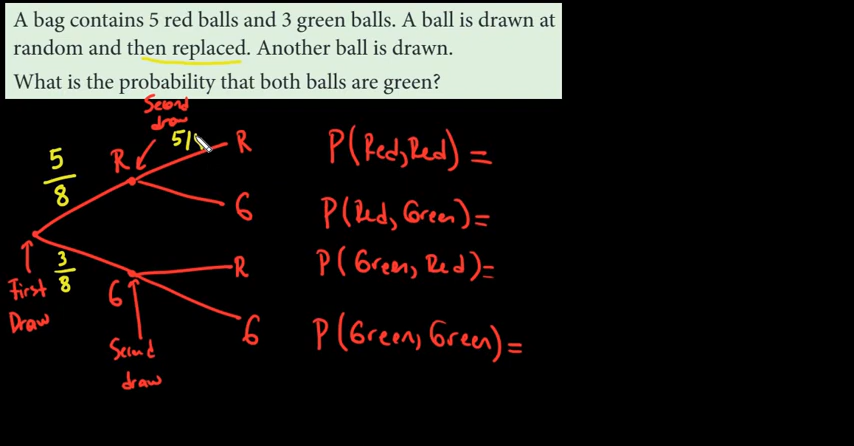 A bag contains 5 red balls and 3 green balls. A ball is drawn at
random and then replaced. Another ball is drawn.
What is the probability that both balls are green?
Second
draw
5/
5
8
R
R
G
3
8
G
R
G
First
Draw
Second
draw
P(Red,Red) =
P(Red, Green)=
P(Green, Red)=
P(Green, Green)=